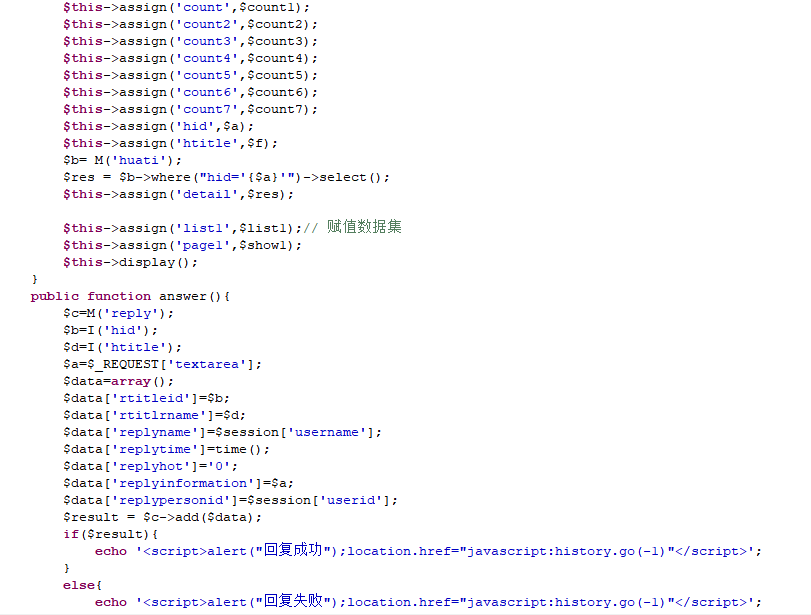 $this->assign('count',$count1);
$this->assign('count2',$count2);
$this->assign('count3',$count3);
$this->assign('count4',$count4);
$this->assign('count5',$count5);
$this->assign('count6',$count6);
$this->assign('count7',$count7);
$this->assign('hid',$a);
$this->assign('htitle',$f);
$b= M('huati');
$res = $b->where("hid='{$a}'")->select();
$this->assign('detail',$res);
$this->assign('list1',$list1);// 赋值数据集
$this->assign('page1',$show1);
$this->display();
}
public function answer(){
$c=M('reply');
$b=I('hid');
$d=I('htitle');
$a=$_REQUEST['textarea'];
$data=array();
$data['rtitleid']=$b;
$data['rtitlrname']=$d;
$data['replyname']=$session['username'];
$data['replytime']=time();
$data['replyhot']='0';
$data['replyinformation']=$a;
$data['replypersonid']=$session['userid'];
$result = $c->add($data);
if($result){
echo '<script>alert("回复成功");location.href="javascript:history.go(-1)"</script>';
}
else{
echo '<script>alert("回复失败");location.href="javascript:history.go(-1)"</script>';